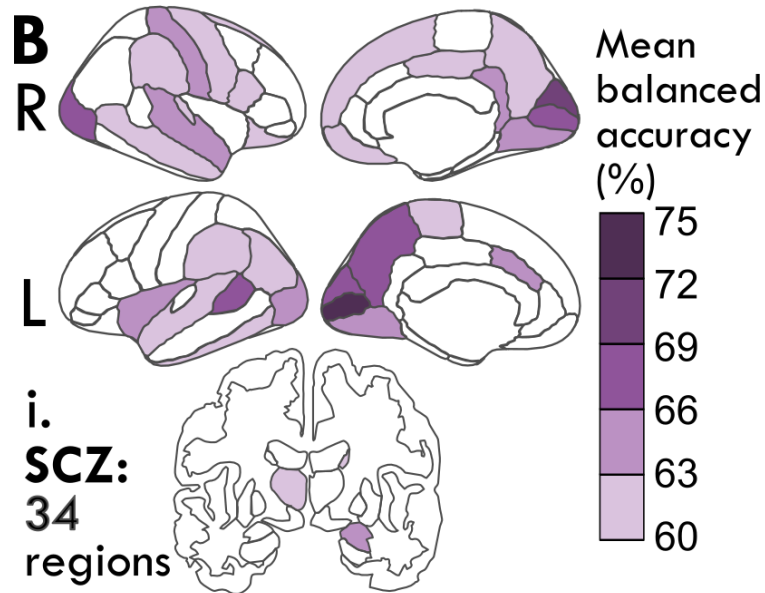 B
R
L
i.
SCZ:
34
regions
Mean
balanced
accuracy
(%)
75
72
69
66
63
60